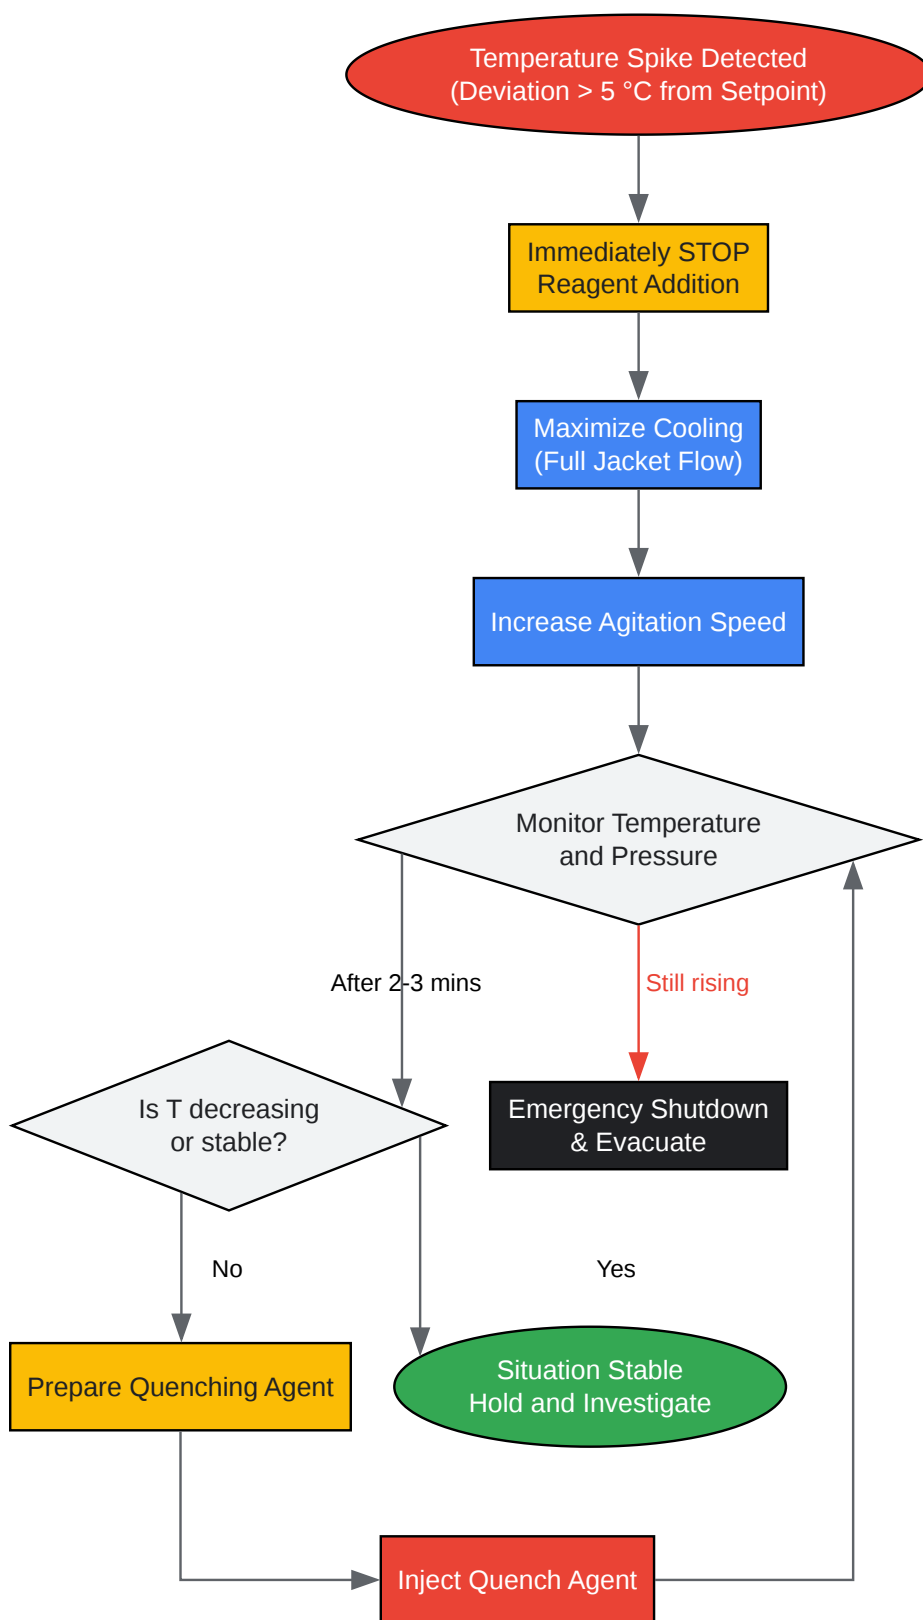 Temperature Spike Detected
(Deviation > 5 °C from Setpoint)
Immediately STOP
Reagent Addition
Maximize Cooling
(Full Jacket Flow)
Increase Agitation Speed
Monitor Temperature
and Pressure
After 2-3 mins
Still rising
Is T decreasing
or stable?
Emergency Shutdown
& Evacuate
No
Yes
Prepare Quenching Agent
Situation Stable
Hold and Investigate
Inject Quench Agent